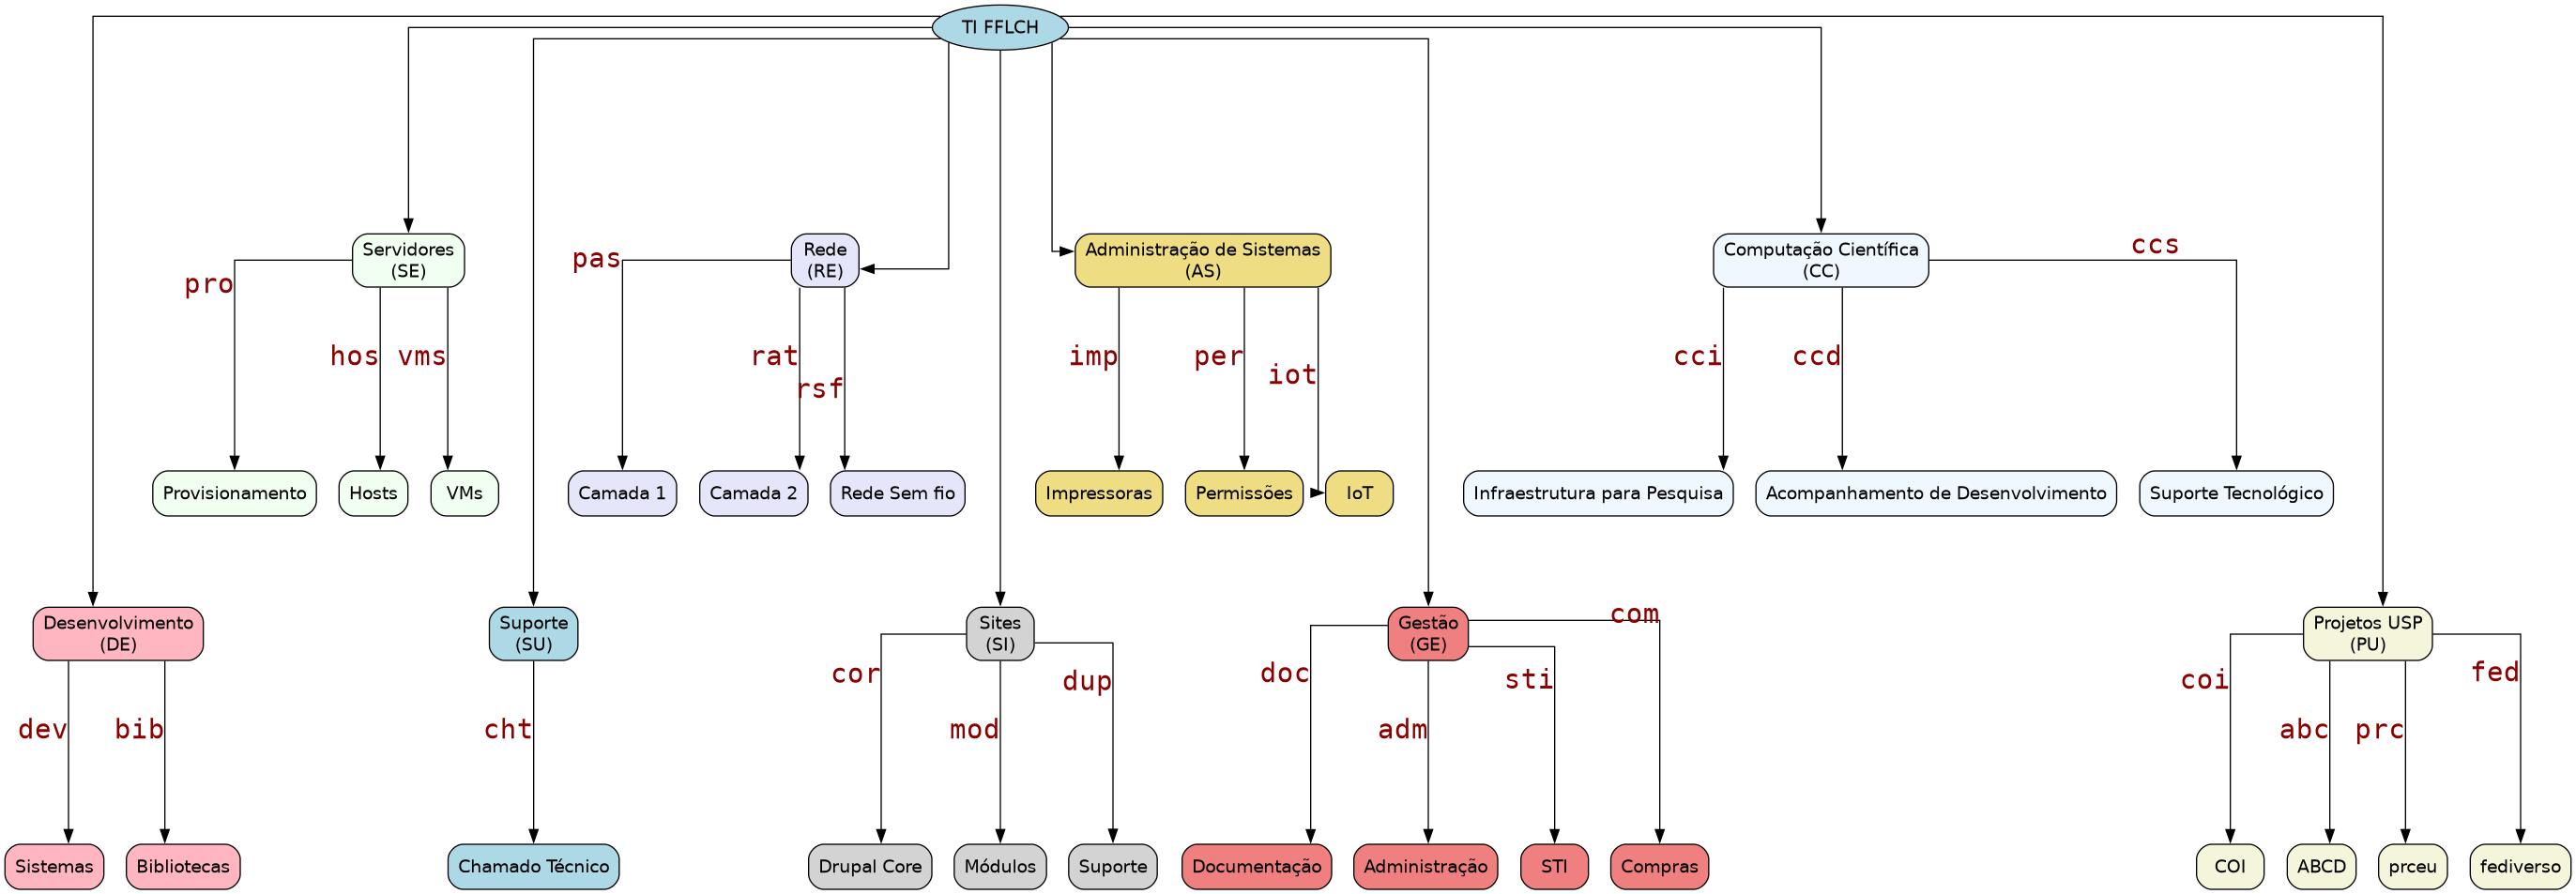 TI FFLCH
Servidores
(SE)
Rede
(RE)
Administração de Sistemas
(AS)
Computação Científica
(CC)
pro
hos
vms
pas
rat
rsf
imp
per
iot
cci
ccd
ccs
Provisionamento
Hosts
VMs
Camada 1
Camada 2
Rede Sem fio
Impressoras
Permissões
IoT
Infraestrutura para Pesquisa
Acompanhamento de Desenvolvimento
Suporte Tecnológico
Desenvolvimento
(DE)
Suporte
(SU)
Sites
(SI)
Gestão
(GE)
Projetos USP
(PU)
dev
bib
cht
cor
mod
dup
doc
adm
sti
com
coi
abc
prc
fed
Sistemas
Bibliotecas
Chamado Técnico
Drupal Core
Módulos
Suporte
Documentação
Administração
STI
Compras
COI
ABCD
prceu
fediverso